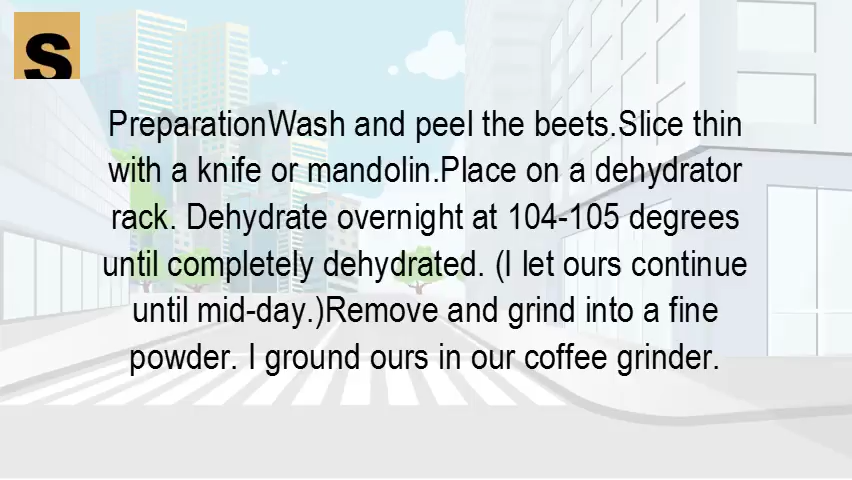 S
PreparationWash and peel the beets.Slice thin
with a knife or mandolin.Place on a dehydrator
rack. Dehydrate overnight at 104-105 degrees
until completely dehydrated. (I let ours continue
until mid-day.)Remove and grind into a fine
powder. I ground ours in our coffee grinder.